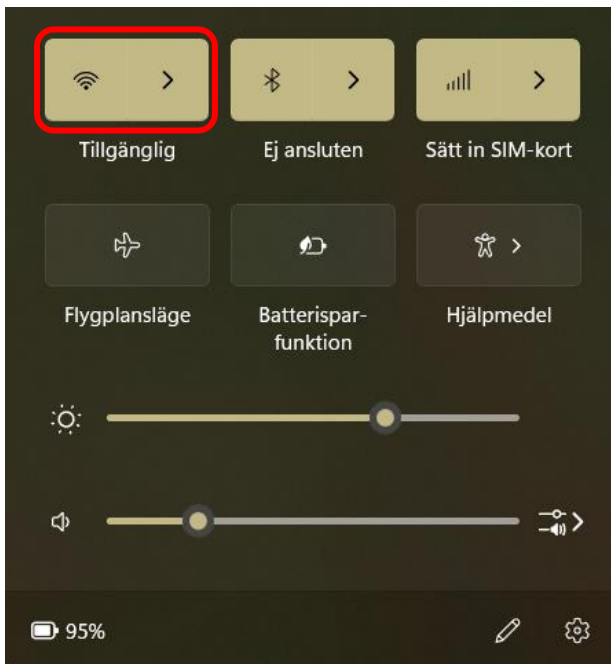 Tillgänglig
Ej ansluten
Sätt in SIM-kort
Flygplansläge
Batterispar-
funktion
Hjälpmedel
95%